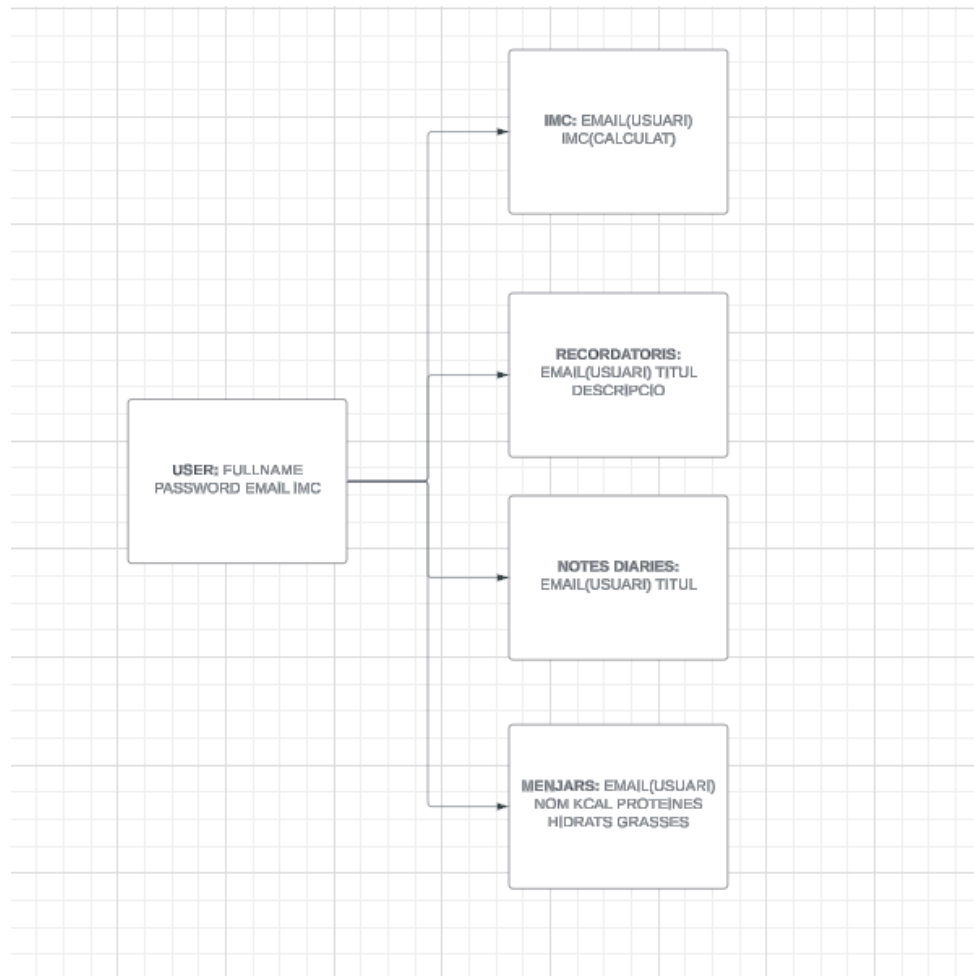 IMC: EMAIL(USUARI)
IMC(CALCULAT)
RECORDATORIS:
EMAIL(USUARI) TITUL
DESCRIPCIO
USER: FULLNAME
PASSWORD EMAIL IMC
NOTES DIARIES:
EMAIL(USUARI) TITUL
MENJARS: EMAIL(USUARI)
NOM KCAL PROTEINES
HIDRATS GRASSES